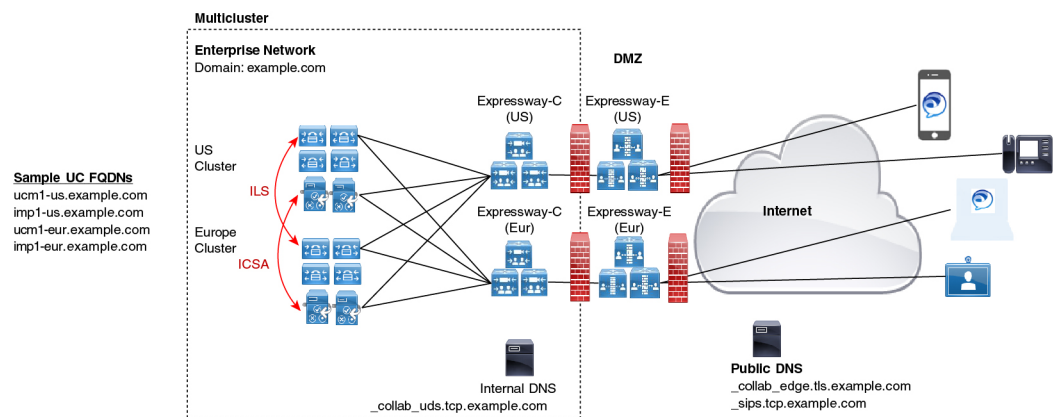 Multicluster
Enterprise Network
Domain: example.com
DMZ
Expressway-C
(US)
Expressway-E
(US)
US
Cluster
Sample UC FQDNs
ucm1-us.example.com
imp1-us.example.com
ucm1-eur.example.com
imp1-eur.example.com
ILS
Europe
Cluster
ICSA
Expressway-C
(Eur)
Expressway-E
(Eur)
Internet
Internal DNS
_collab_uds.tcp.example.com
Public DNS
_collab_edge.tls.example.com
_sips.tcp.example.com